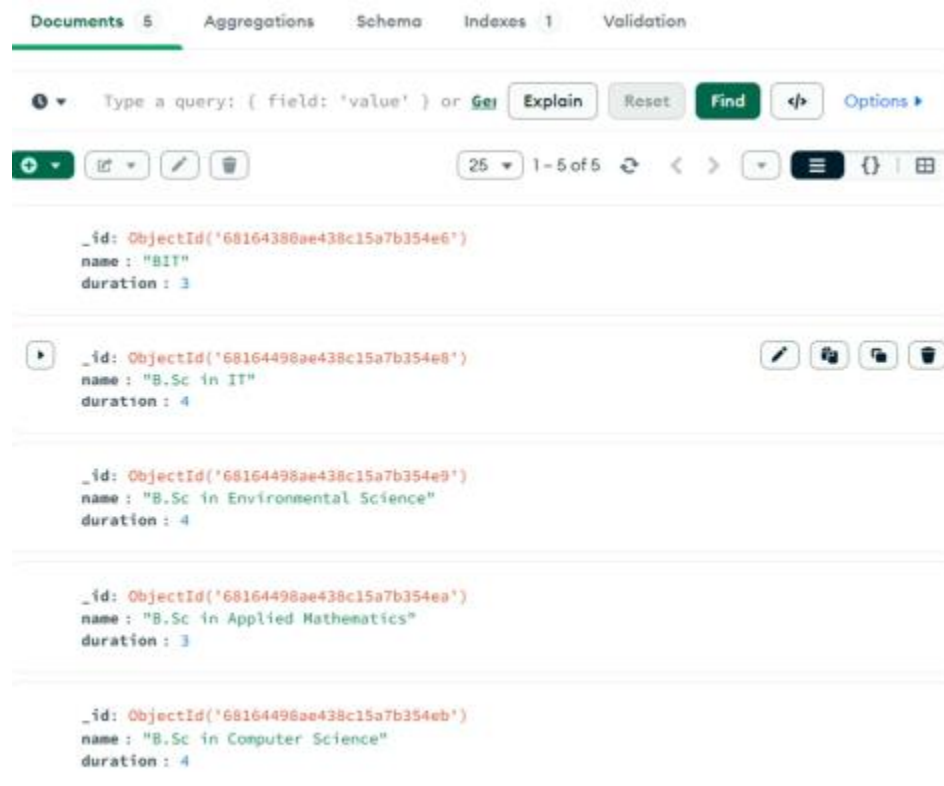 Documents 5 Aggregations Schema Indexes 1 Validation
Type a query: { field: 'value' } or Ger Explain Reset Find </> Options
25 1-5 of 5 {}
_id: ObjectId('68164380ae438c15a7b354e6')
name : "BIT"
duration : 3
_id: ObjectId('68164498ae438c15a7b354e8')
name : "B.Sc in IT"
duration : 4
_id: ObjectId('68164498ae438c15a7b354e9')
name : "B.Sc in Environmental Science"
duration : 4
_id: ObjectId('68164498ae438c15a7b354ea')
name : "B.Sc in Applied Mathematics"
duration : 3
_id: ObjectId('68164498ae438c15a7b354eb')
name : "B.Sc in Computer Science"
duration : 4